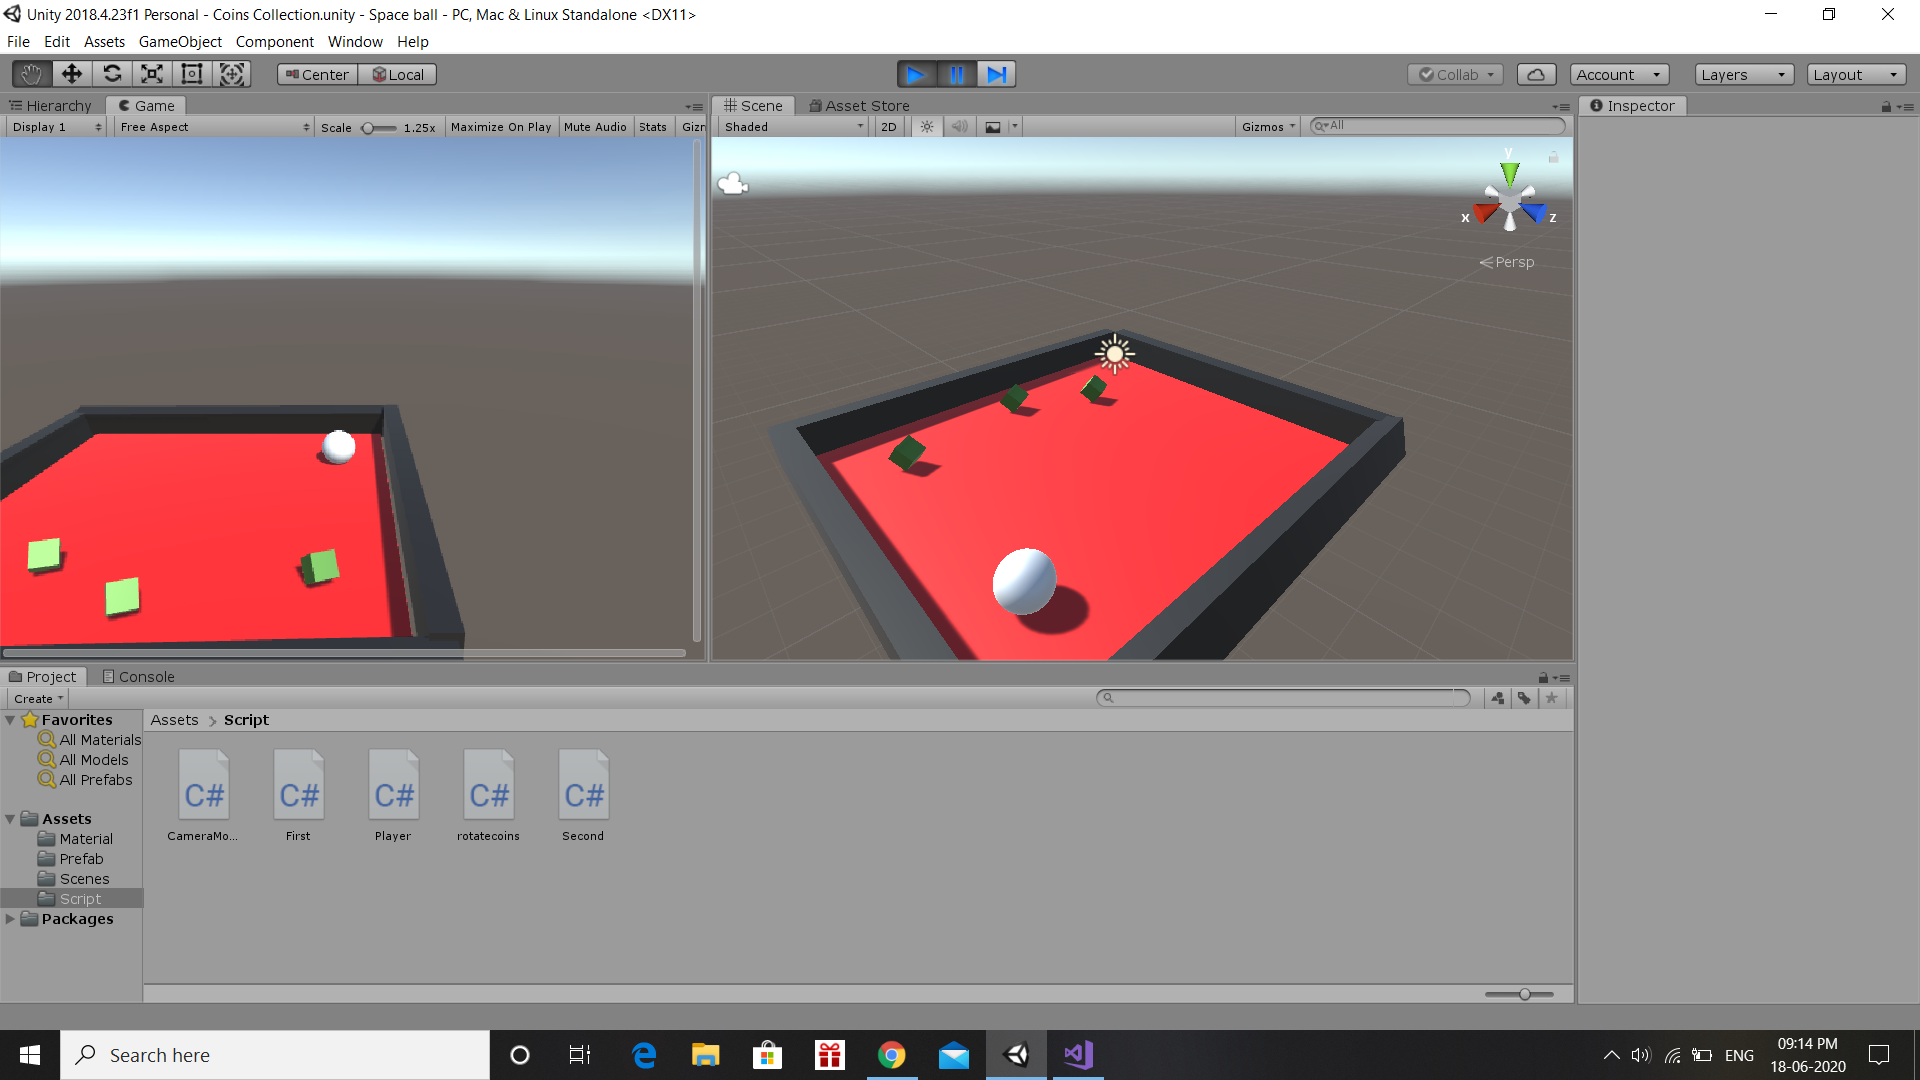 Unity 2018.4.23f1 Personal - Coins Collection.unity - Space ball - PC, Mac & Linux Standalone <DX11>
File Edit Assets GameObject Component Window Help
Center Local Collab Account Layers Layout
Hierarchy Game
Display 1 Free Aspect Scale 1.25x Maximize On Play Mute Audio Stats Gizn
Scene Asset Store
Shaded 2D Gizmos All
y
x z
Persp
Inspector
Project Console
Create
Favorites
All Materials
All Models
All Prefabs
Assets
Material
Prefab
Scenes
Script
Packages
Assets > Script
C# C# C# C# C#
CameraMo... First Player rotatecoins Second
Search here
ENG
09:14 PM
18-06-2020